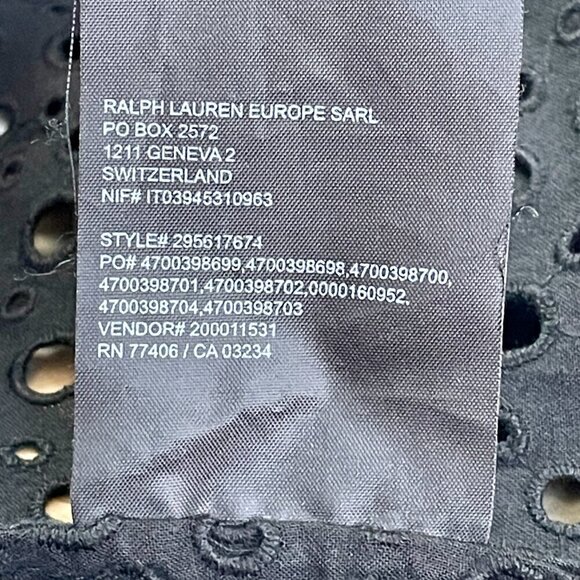 RALPH LAUREN EUROPE SARL
PO BOX 2572
1211 GENEVA 2
SWITZERLAND
NIF# IT03945310963
STYLE# 295617674
PO# 4700398699,4700398698,4700398700,
4700398701,4700398702,0000160952,
4700398704,4700398703
VENDOR# 200011531
RN 77406 / CA 03234